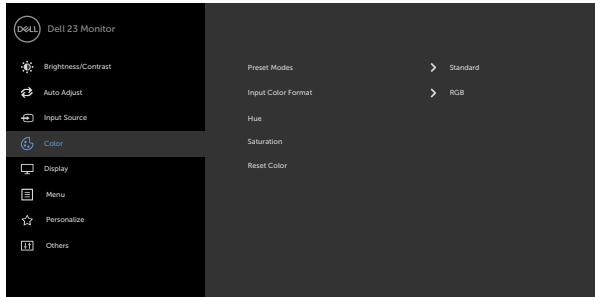 DELL Dell 23 Monitor
Brightness/Contrast
Auto Adjust
Input Source
Color
Display
Menu
Personalize
Others
Preset Modes Standard
Input Color Format RGB
Hue
Saturation
Reset Color